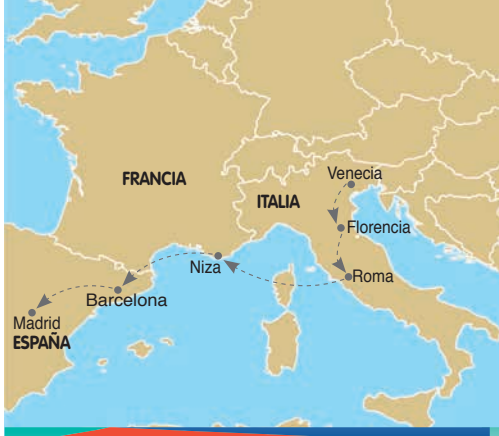 FRANCIA
Venecia
ITALIA
Florencia
Niza
Roma
Barcelona
Madrid
ESPAÑA